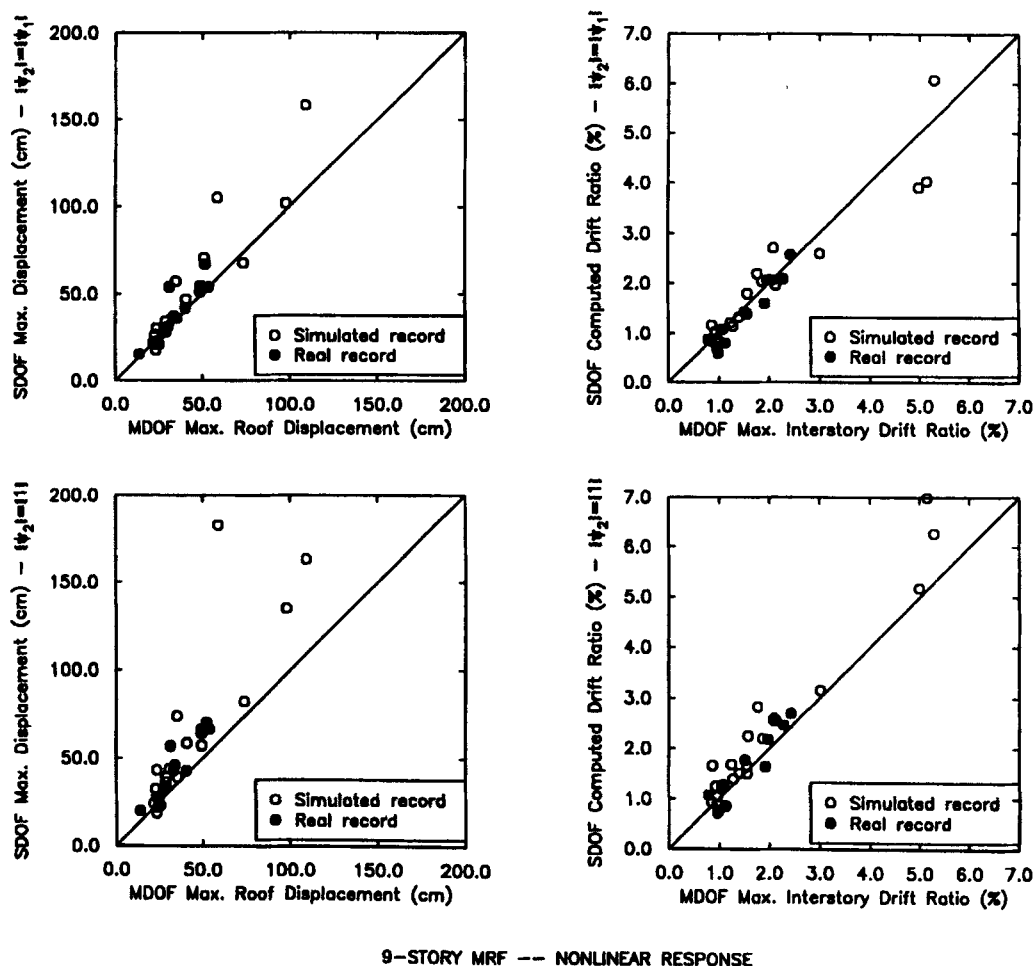 SDOF Max. Displacement (cm) – {ψ₂}={ψ₁}
200.0
150.0
100.0
50.0
0.0
○ Simulated record
● Real record
0.0 50.0 100.0 150.0 200.0
MDOF Max. Roof Displacement (cm)
SDOF Computed Drift Ratio (%) – {ψ₂}={ψ₁}
7.0
6.0
5.0
4.0
3.0
2.0
1.0
0.0
○ Simulated record
● Real record
0.0 1.0 2.0 3.0 4.0 5.0 6.0 7.0
MDOF Max. Interstory Drift Ratio (%)
SDOF Max. Displacement (cm) – {ψ₂}={1}
200.0
150.0
100.0
50.0
0.0
○ Simulated record
● Real record
0.0 50.0 100.0 150.0 200.0
MDOF Max. Roof Displacement (cm)
SDOF Computed Drift Ratio (%) – {ψ₂}={1}
7.0
6.0
5.0
4.0
3.0
2.0
1.0
0.0
○ Simulated record
● Real record
0.0 1.0 2.0 3.0 4.0 5.0 6.0 7.0
MDOF Max. Interstory Drift Ratio (%)
9–STORY MRF –– NONLINEAR RESPONSE